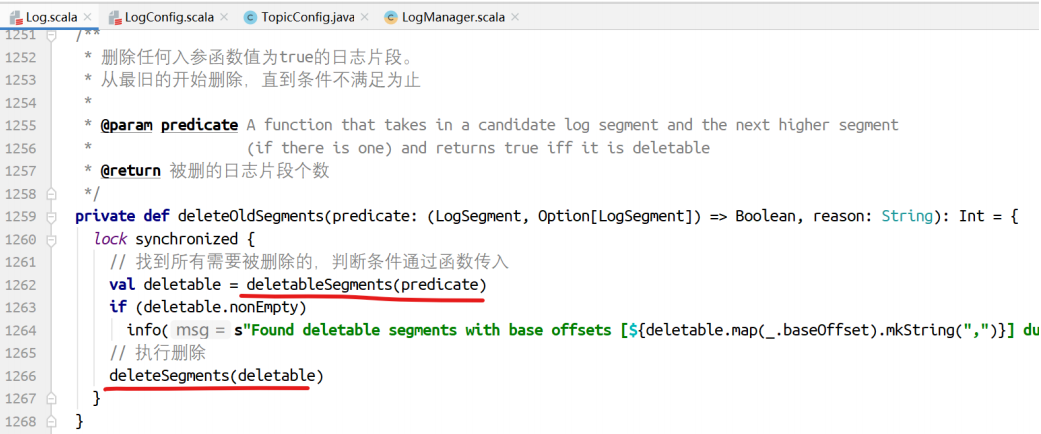 Log.scala × LogConfig.scala × TopicConfig.java × LogManager.scala ×
1251 /**
1252 * 删除任何入参函数值为true的日志片段。
1253 * 从最旧的开始删除，直到条件不满足为止
1254 *
1255 * @param predicate A function that takes in a candidate log segment and the next higher segment
1256 * (if there is one) and returns true iff it is deletable
1257 * @return 被删的日志片段个数
1258 */
1259 private def deleteOldSegments(predicate: (LogSegment, Option[LogSegment]) => Boolean, reason: String): Int = {
1260 lock synchronized {
1261 // 找到所有需要被删除的，判断条件通过函数传入
1262 val deletable = deletableSegments(predicate)
1263 if (deletable.nonEmpty)
1264 info( msg = s"Found deletable segments with base offsets [${deletable.map(_.baseOffset).mkString(",")}] du
1265 // 执行删除
1266 deleteSegments(deletable)
1267 }
1268 }